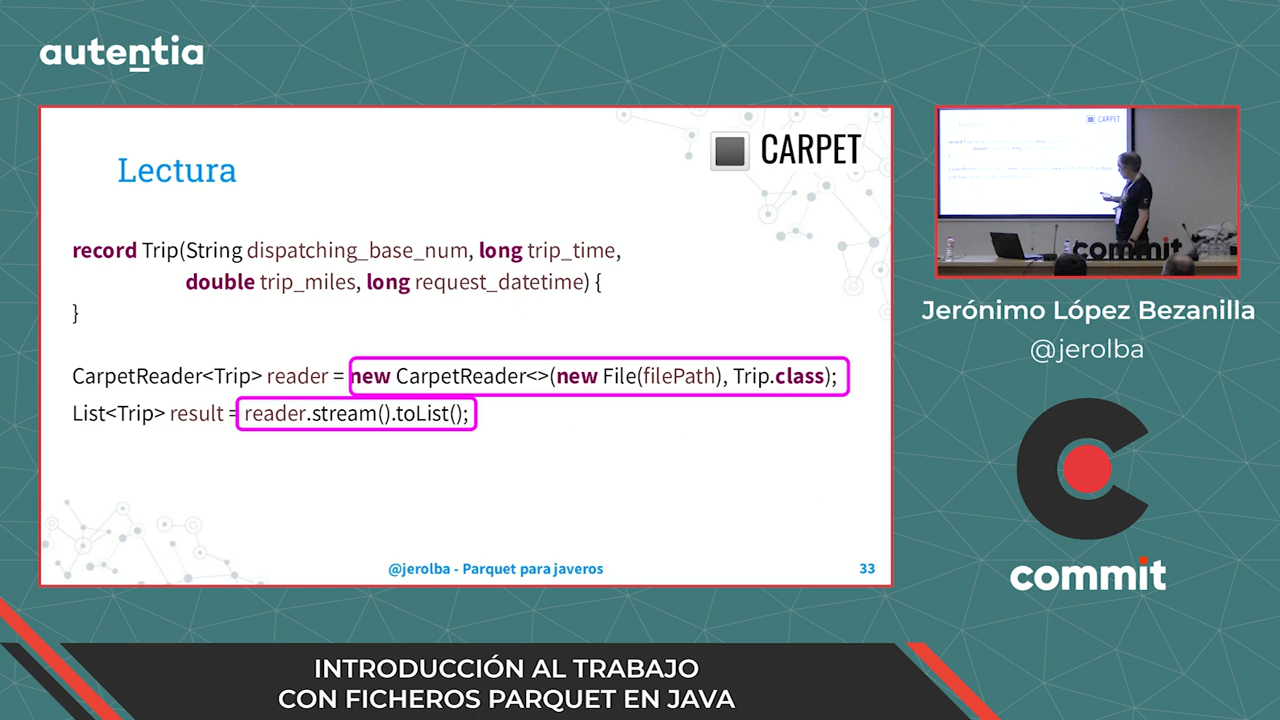 autentia
Lectura
CARPET
record Trip(String dispatching_base_num, long trip_time,
double trip_miles, long request_datetime) {
}
CarpetReader<Trip> reader = new CarpetReader<>(new File(filePath), Trip.class);
List<Trip> result = reader.stream().toList();
@jerolba - Parquet para javeros
33
CARPET
commit
Jerónimo López Bezanilla
@jerolba
commit
INTRODUCCIÓN AL TRABAJO
CON FICHEROS PARQUET EN JAVA